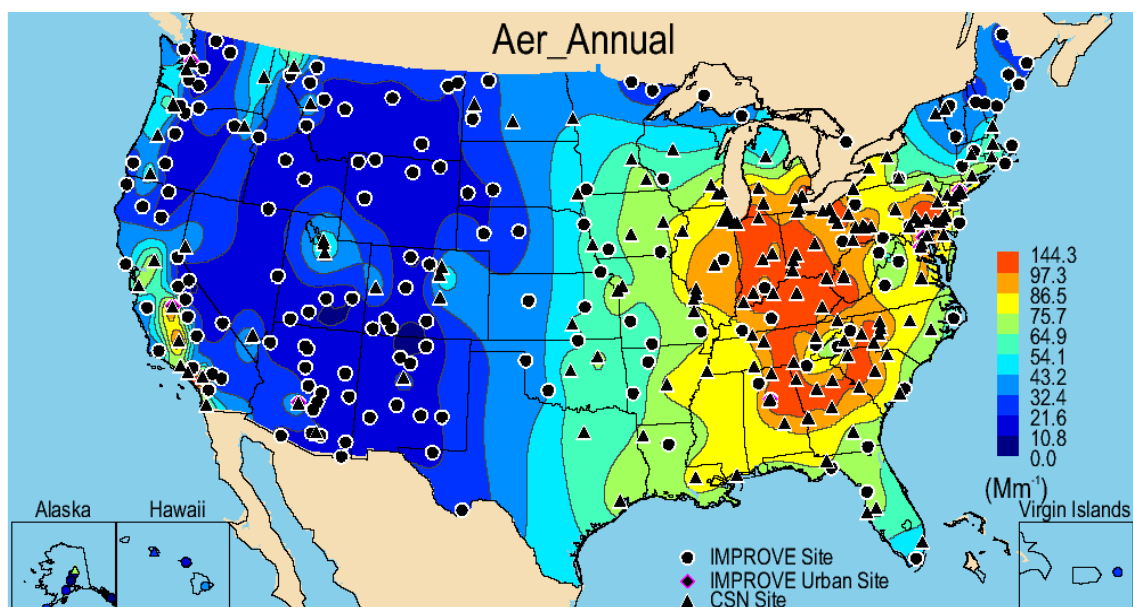 Aer_Annual
144.3
97.3
86.5
75.7
64.9
54.1
43.2
32.4
21.6
10.8
0.0
(Mm-1)
Alaska
Hawaii
Virgin Islands
IMPROVE Site
IMPROVE Urban Site
CSN Site